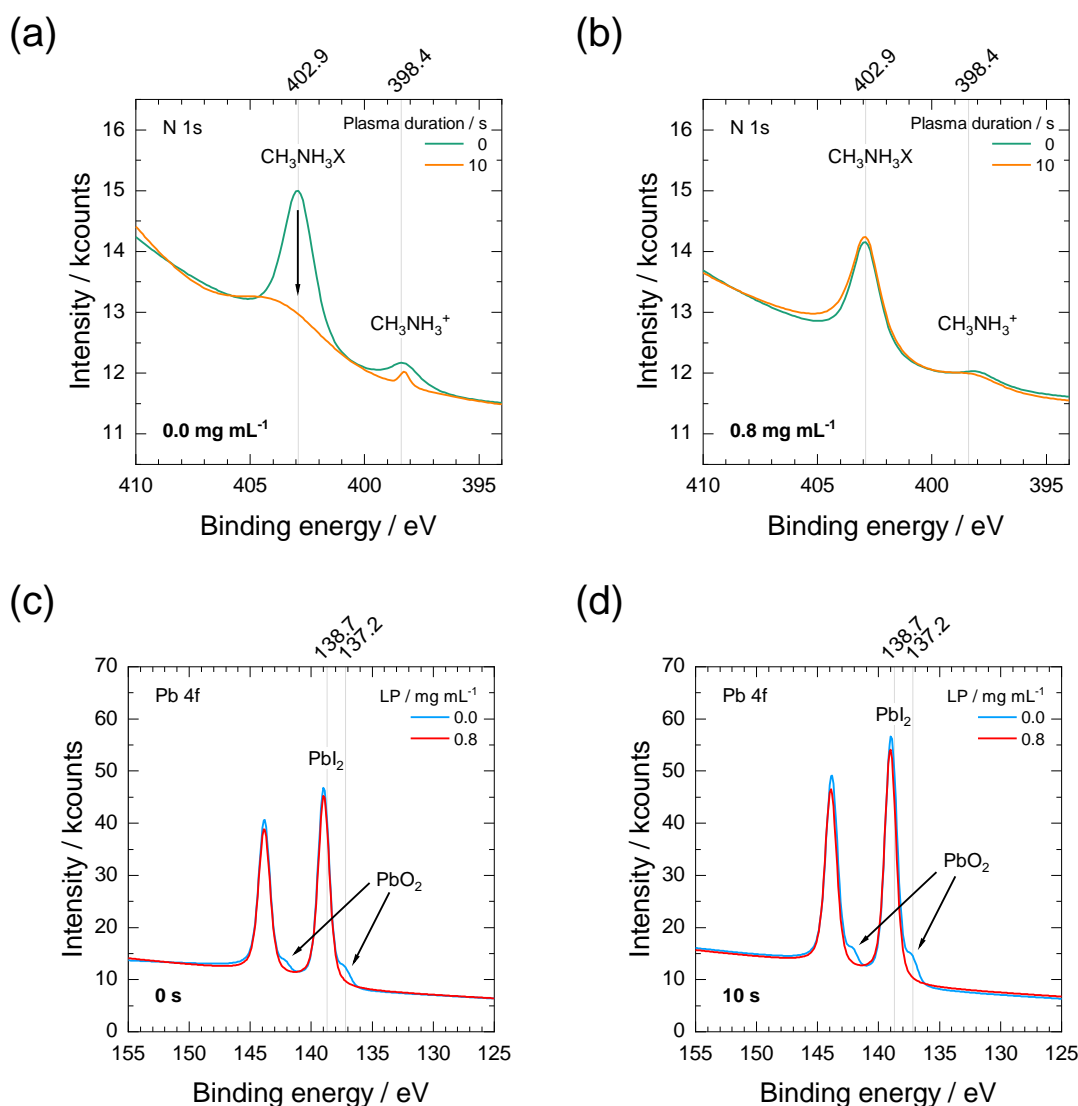 (a)
402.9
398.4
N 1s
Plasma duration / s
0
10
CH₃NH₃X
CH₃NH₃⁺
0.0 mg mL⁻¹
16
15
14
13
12
11
410
405
400
395
Intensity / kcounts
Binding energy / eV
(b)
402.9
398.4
N 1s
Plasma duration / s
0
10
CH₃NH₃X
CH₃NH₃⁺
0.8 mg mL⁻¹
16
15
14
13
12
11
410
405
400
395
Intensity / kcounts
Binding energy / eV
(c)
138.7
137.2
Pb 4f
LP / mg mL⁻¹
0.0
0.8
PbI₂
PbO₂
0 s
70
60
50
40
30
20
10
0
155
150
145
140
135
130
125
Intensity / kcounts
Binding energy / eV
(d)
138.7
137.2
Pb 4f
LP / mg mL⁻¹
0.0
0.8
PbI₂
PbO₂
10 s
70
60
50
40
30
20
10
0
155
150
145
140
135
130
125
Intensity / kcounts
Binding energy / eV